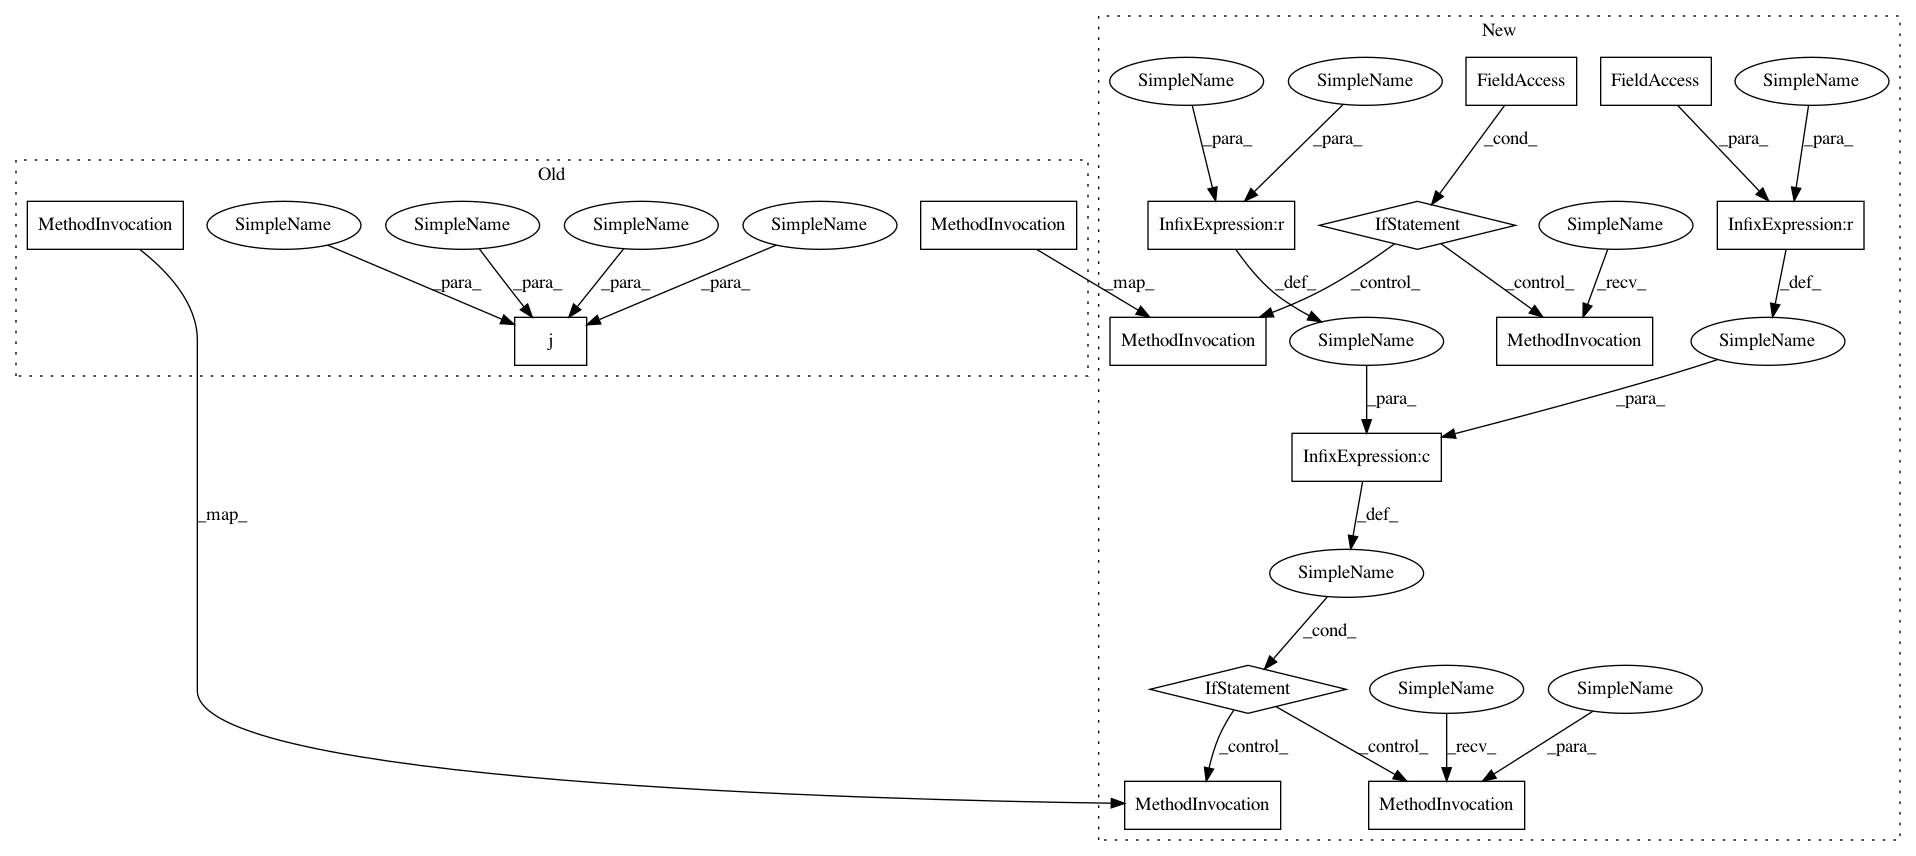 New
SimpleName
SimpleName
FieldAccess
FieldAccess
SimpleName
_para_
_para_
_cond_
_para_
_para_
Old
MethodInvocation
SimpleName
SimpleName
SimpleName
SimpleName
MethodInvocation
InfixExpression:r
IfStatement
SimpleName
InfixExpression:r
_para_
_para_
_para_
_para_
_map_
_def_
_control_
_control_
_recv_
_def_
j
MethodInvocation
SimpleName
MethodInvocation
SimpleName
_para_
_para_
InfixExpression:c
_map_
_def_
SimpleName
_cond_
IfStatement
SimpleName
SimpleName
_control_
_control_
_recv_
_para_
MethodInvocation
MethodInvocation